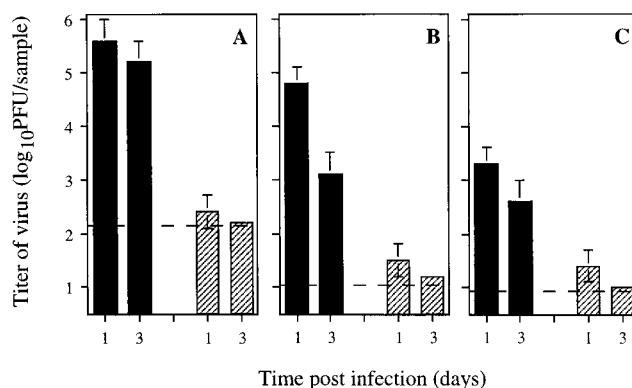 Titer of virus (log10PFU/sample)
6
5
4
3
2
1
A
B
C
1 3 1 3
1 3 1 3
1 3 1 3
Time post infection (days)